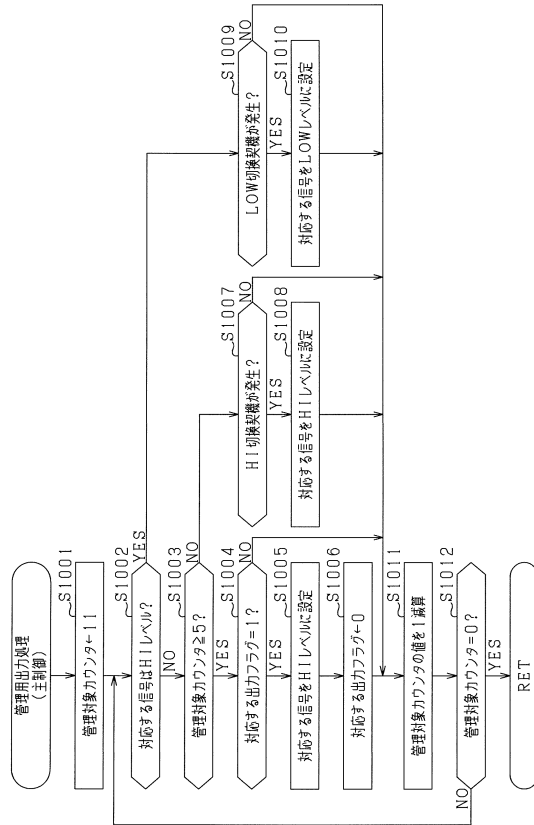 管理用出力処理
(主制御)
S1001
管理対象カウンタ←11
S1002
対応する信号はHIレベル?
YES
NO
S1003
管理対象カウンタ≧5?
NO
YES
S1004
対応する出力フラグ=1?
NO
YES
S1005
対応する信号をHIレベルに設定
S1006
対応する出力フラグ←0
S1007
HI切換契機が発生?
NO
YES
S1008
対応する信号をHIレベルに設定
S1009
LOW切換契機が発生?
NO
YES
S1010
対応する信号をLOWレベルに設定
S1011
管理対象カウンタの値を1減算
S1012
管理対象カウンタ=0?
NO
YES
RET